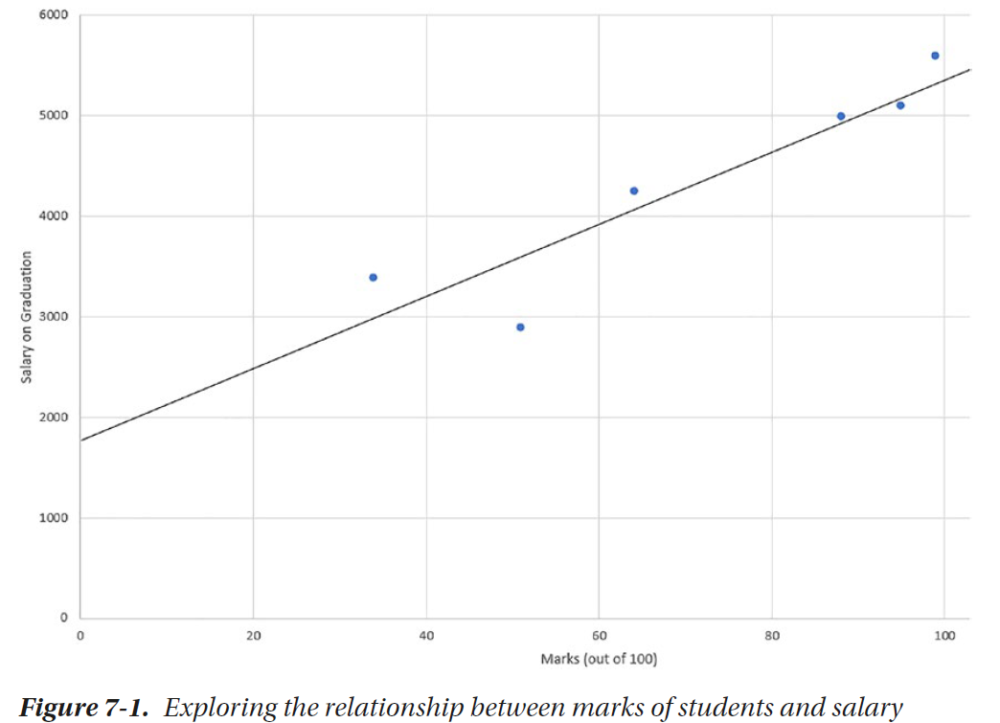 6000
5000
4000
3000
2000
1000
0
Salary on Graduation
0 20 40 60 80 100
Marks (out of 100)
Figure 7-1. Exploring the relationship between marks of students and salary